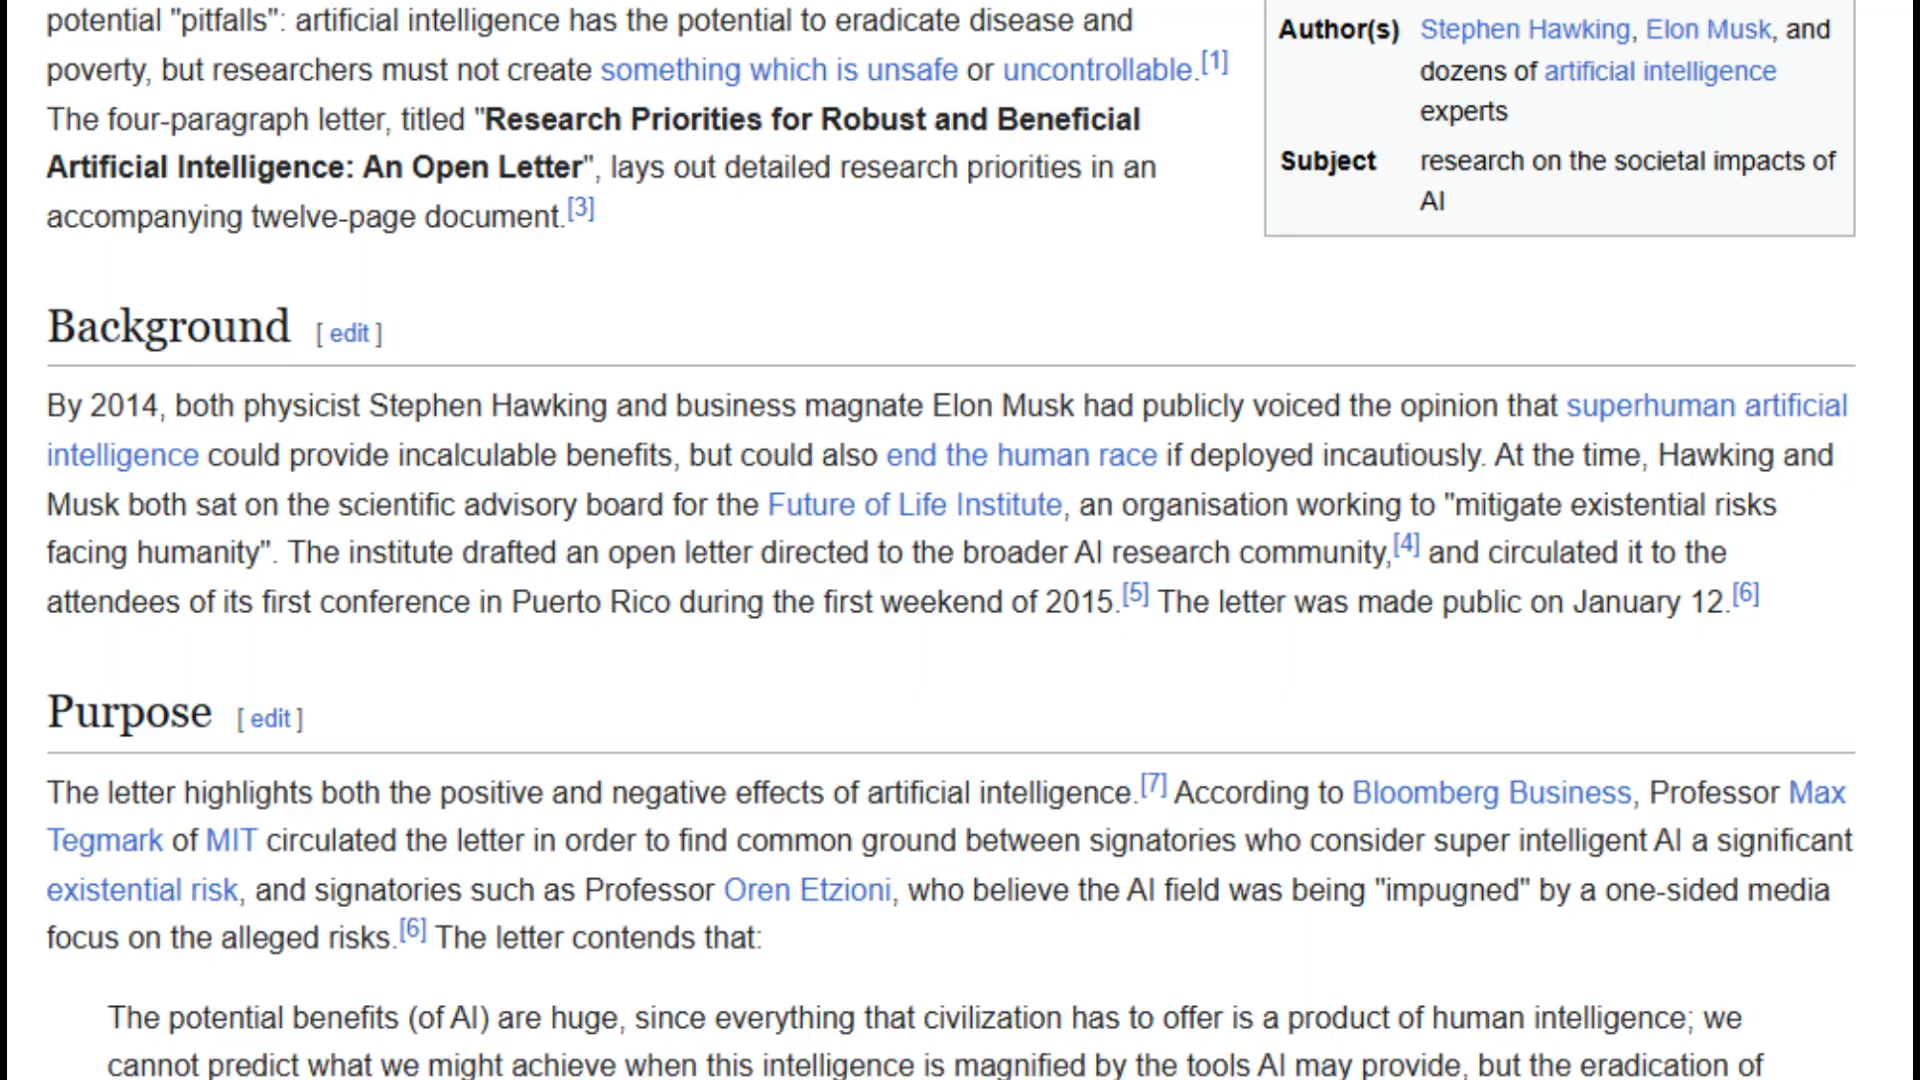 potential "pitfalls": artificial intelligence has the potential to eradicate disease and
poverty, but researchers must not create something which is unsafe or uncontrollable.[1]
The four-paragraph letter, titled "Research Priorities for Robust and Beneficial
Artificial Intelligence: An Open Letter", lays out detailed research priorities in an
accompanying twelve-page document.[3]
Author(s) Stephen Hawking, Elon Musk, and
dozens of artificial intelligence
experts
Subject research on the societal impacts of
AI
Background [ edit ]
By 2014, both physicist Stephen Hawking and business magnate Elon Musk had publicly voiced the opinion that superhuman artificial
intelligence could provide incalculable benefits, but could also end the human race if deployed incautiously. At the time, Hawking and
Musk both sat on the scientific advisory board for the Future of Life Institute, an organisation working to "mitigate existential risks
facing humanity". The institute drafted an open letter directed to the broader AI research community,[4] and circulated it to the
attendees of its first conference in Puerto Rico during the first weekend of 2015.[5] The letter was made public on January 12.[6]
Purpose [ edit ]
The letter highlights both the positive and negative effects of artificial intelligence.[7] According to Bloomberg Business, Professor Max
Tegmark of MIT circulated the letter in order to find common ground between signatories who consider super intelligent AI a significant
existential risk, and signatories such as Professor Oren Etzioni, who believe the AI field was being "impugned" by a one-sided media
focus on the alleged risks.[6] The letter contends that:
The potential benefits (of AI) are huge, since everything that civilization has to offer is a product of human intelligence; we
cannot predict what we might achieve when this intelligence is magnified by the tools AI may provide, but the eradication of